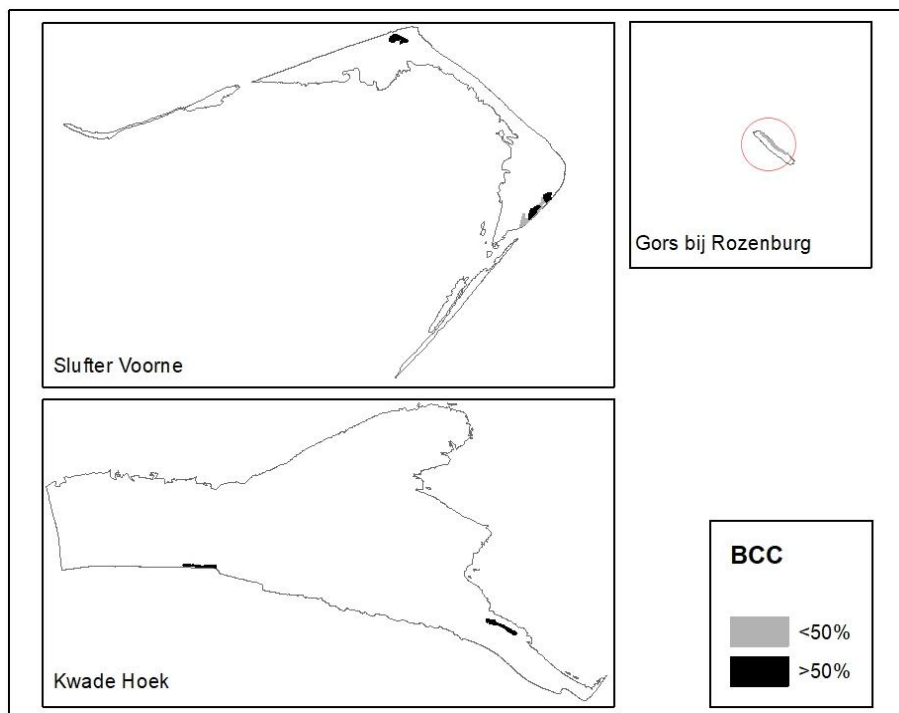 Slufter Voorne
Gors bij Rozenburg
Kwade Hoek
BCC
<50%
>50%